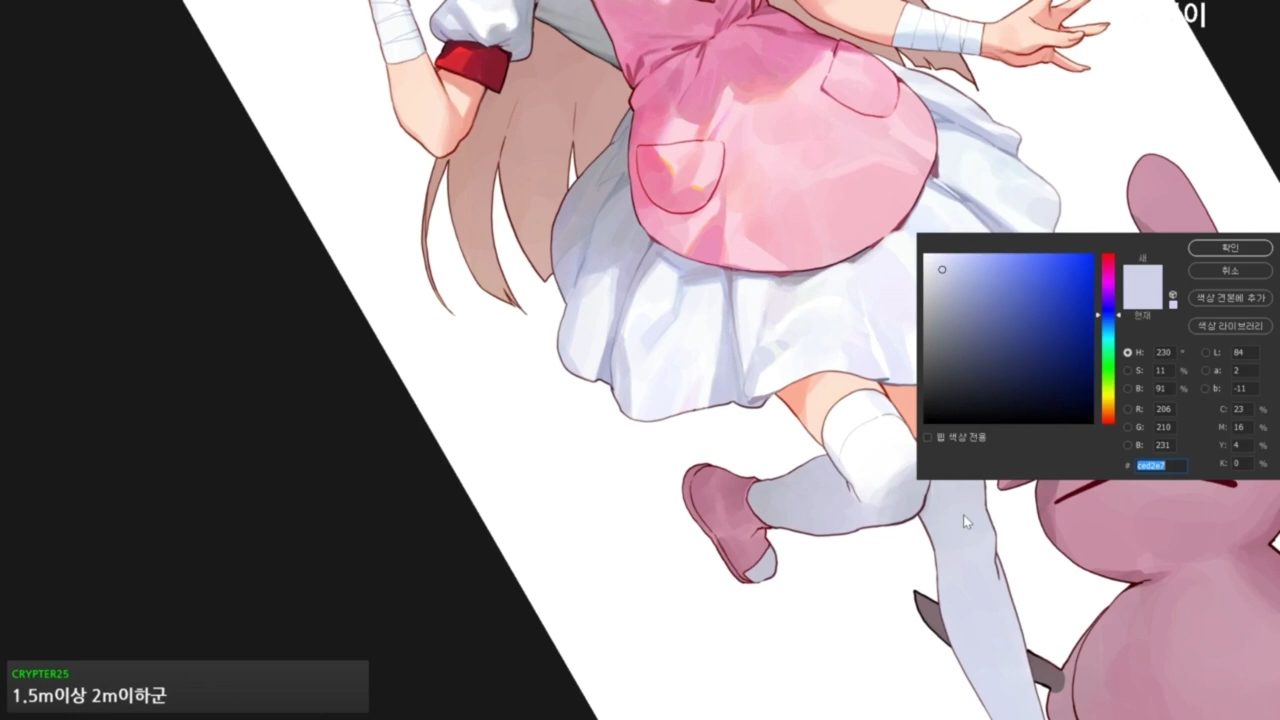 이
확인
새
취소
색상 견본에 추가
현재
색상 라이브러리
H: 230 °
L: 84
S: 11 %
a: 2
B: 91 %
b: -11
R: 206
C: 23 %
G: 210
M: 16 %
웹 색상 전용
B: 231
Y: 4 %
# ced2e7
K: 0 %
CRYPTER25
1.5m이상 2m이하군